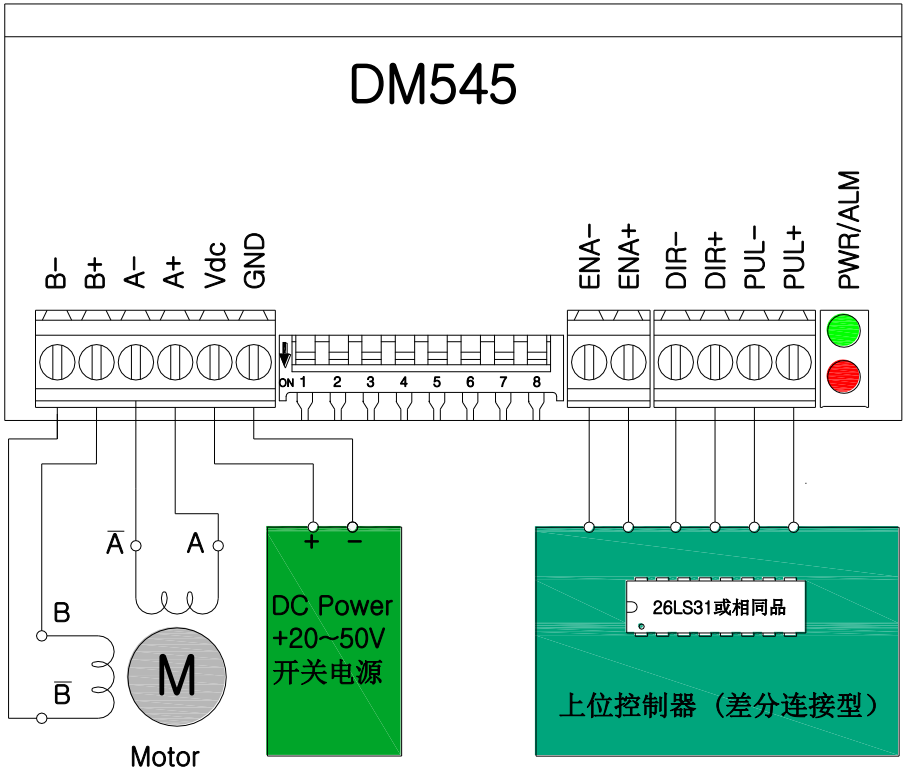 DM545
B-
B+
A-
A+
Vdc
GND
ENA-
ENA+
DIR-
DIR+
PUL-
PUL+
PWR/ALM
ON 1 2 3 4 5 6 7 8
A̅
A
B
B̅
M
Motor
+ −
DC Power
+20~50V
开关电源
26LS31或相同品
上位控制器（差分连接型）